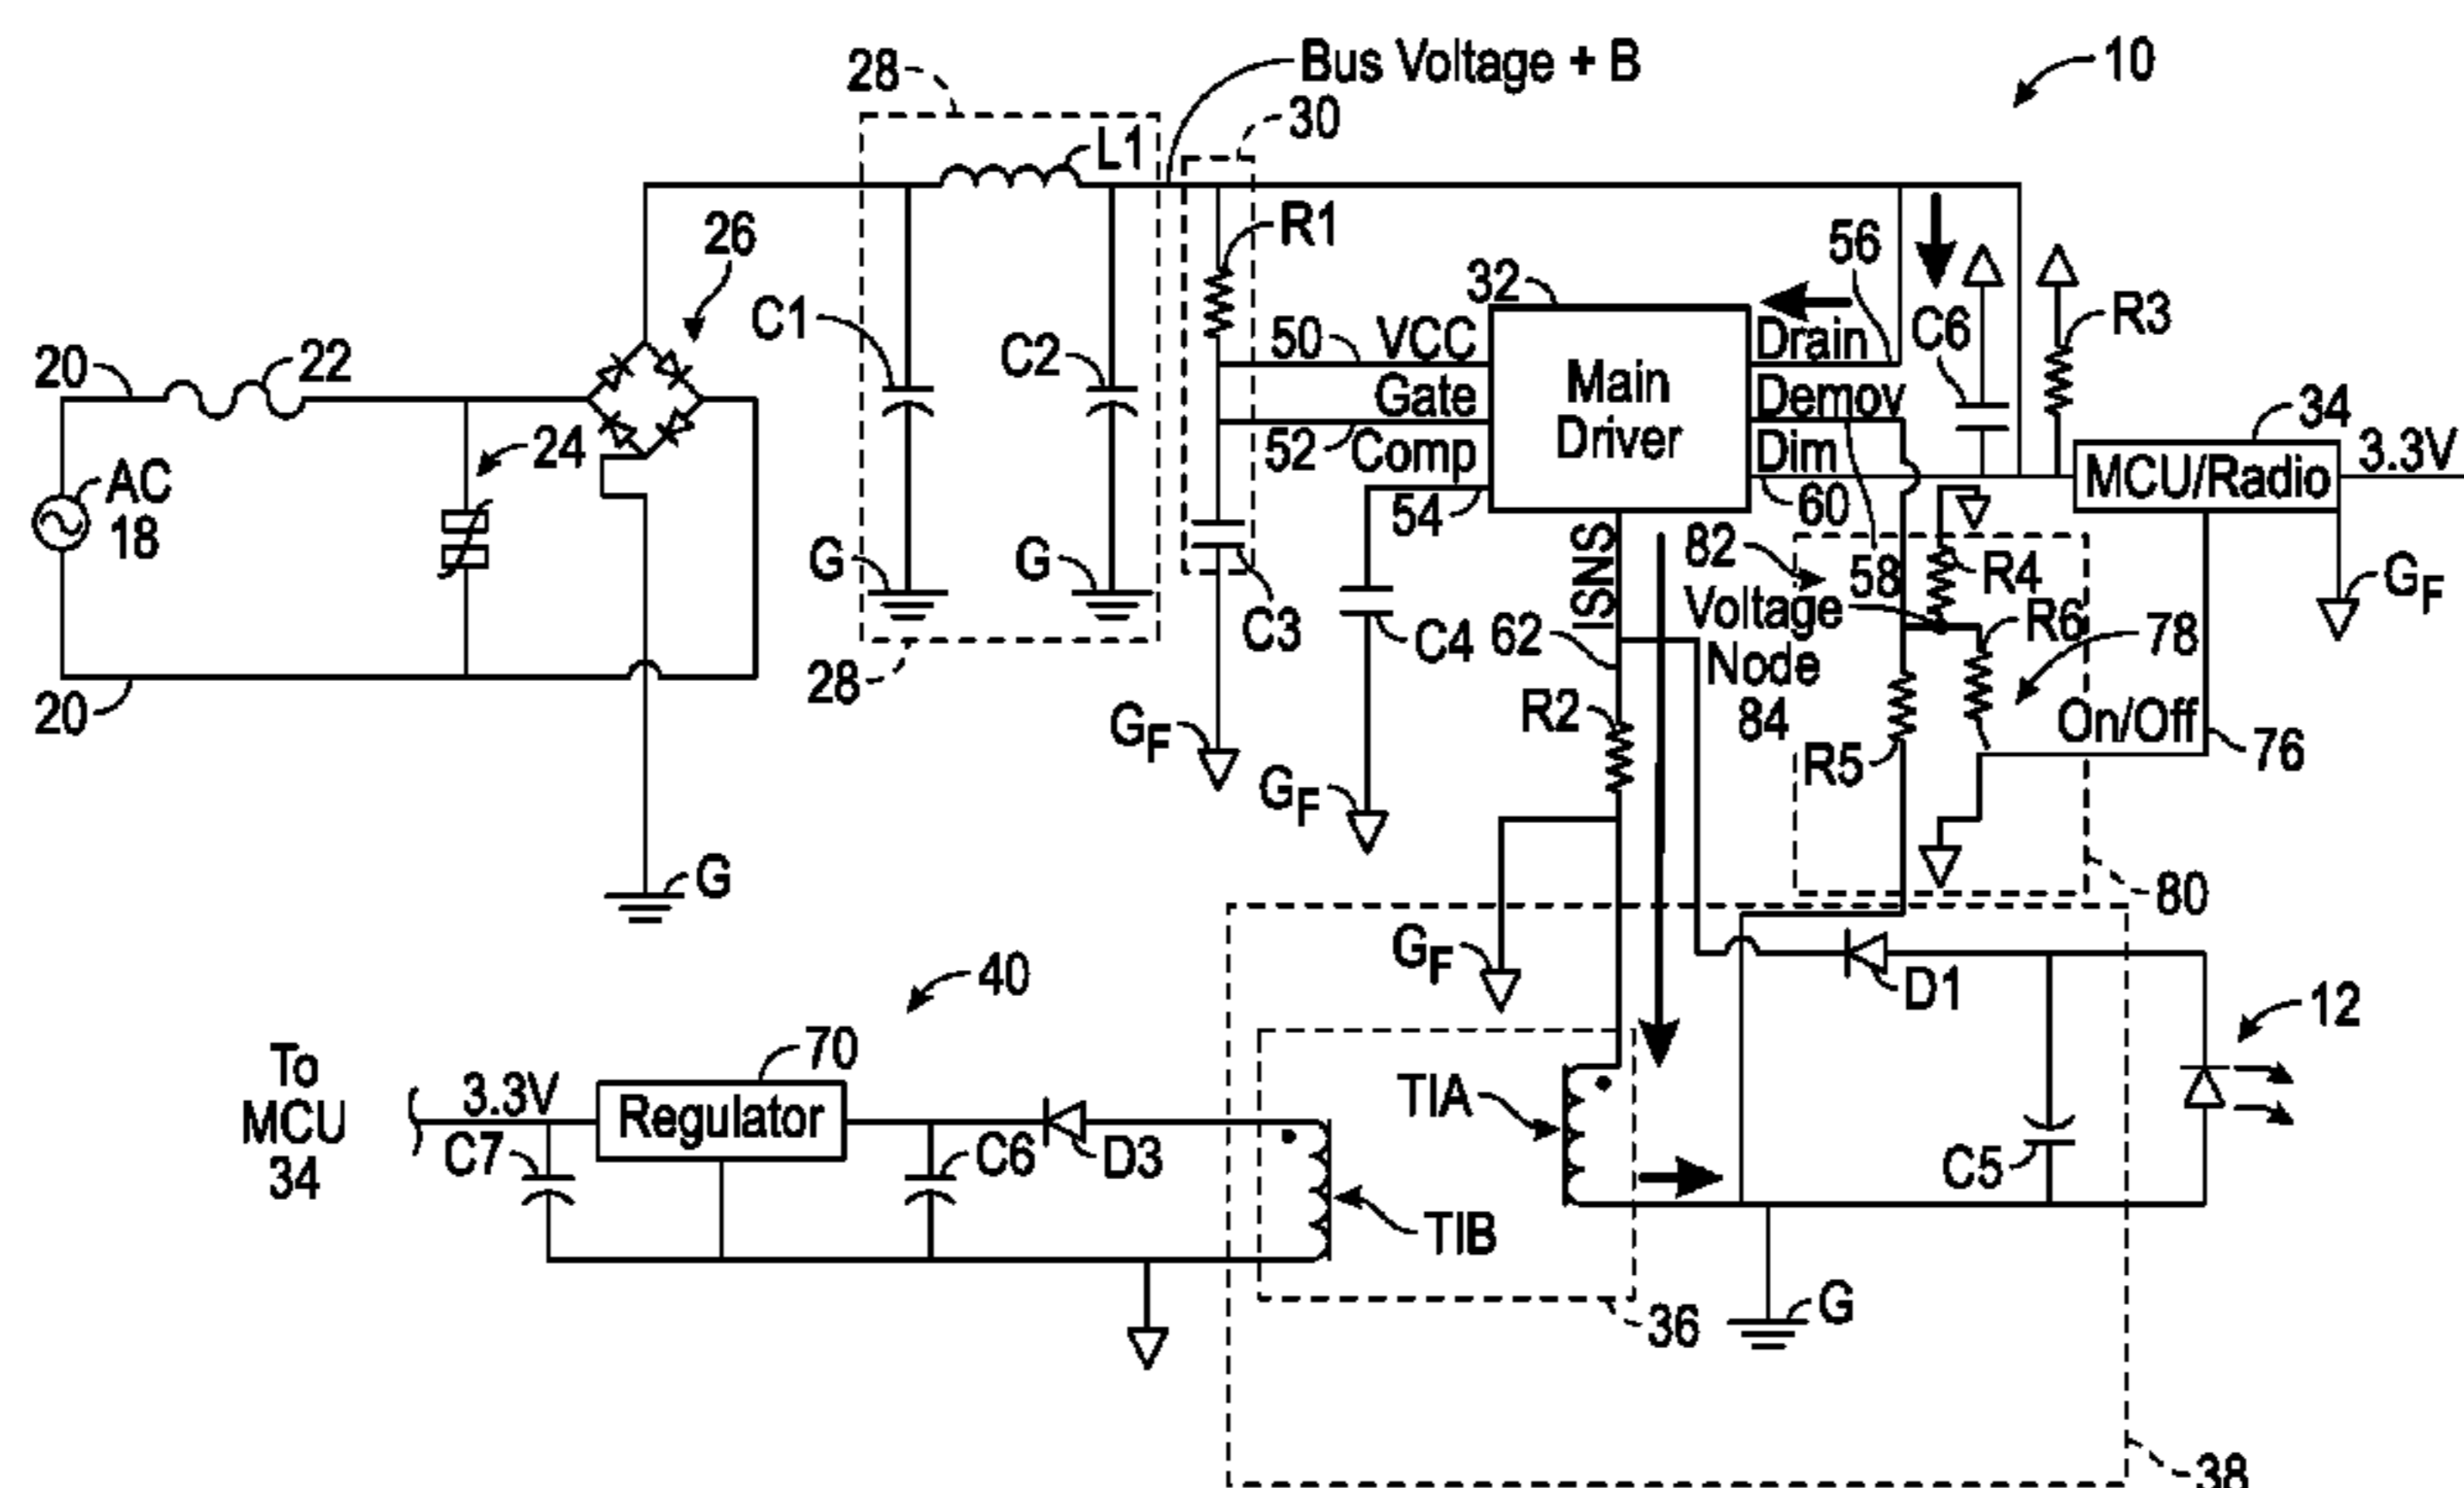 28
Bus Voltage + B
10
30
L1
R1
26
56
32
C1
C2
50
VCC
Drain
C6
R3
20
22
Gate
Main
Driver
Demov
34
24
52
Comp
Dim
3.3V
AC
18
54
60
MCU/Radio
G
G
ISNS
82
58
R4
GF
C3
C4
62
Voltage
Node
84
R6
78
28
20
GF
R2
On/Off
GF
R5
76
G
80
GF
40
D1
12
To
MCU
34
3.3V
70
Regulator
TIA
C7
C6
D3
C5
TIB
G
36
38